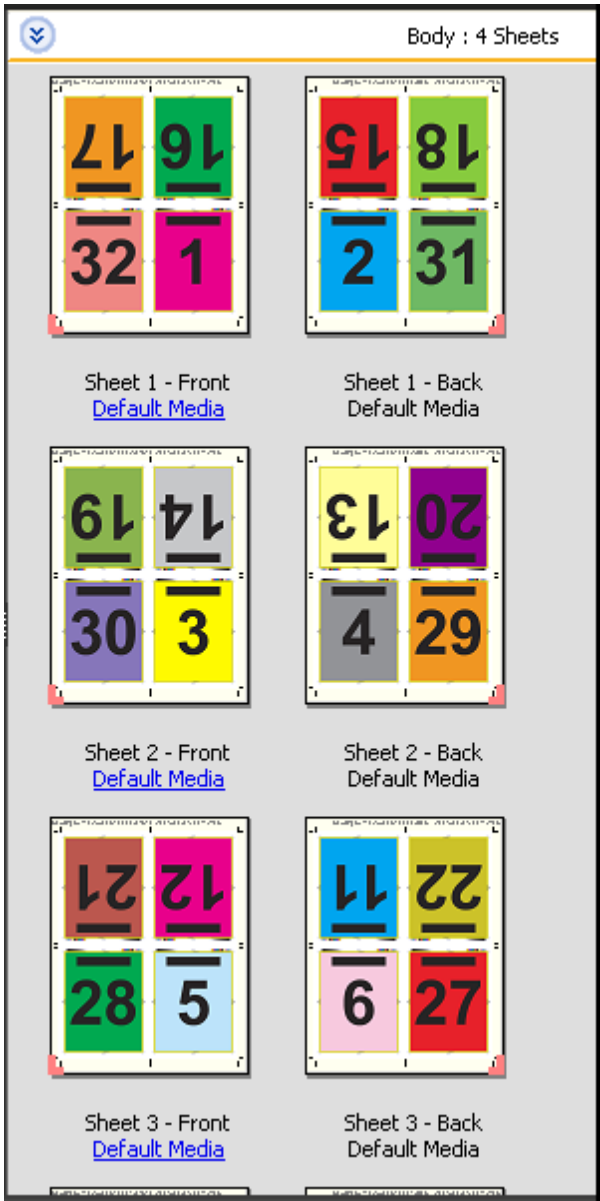 Body : 4 Sheets
17 16 15 18
32 1 2 31
Sheet 1 - Front Sheet 1 - Back
Default Media Default Media
19 14 13 20
30 3 4 29
Sheet 2 - Front Sheet 2 - Back
Default Media Default Media
21 12 11 22
28 5 6 27
Sheet 3 - Front Sheet 3 - Back
Default Media Default Media